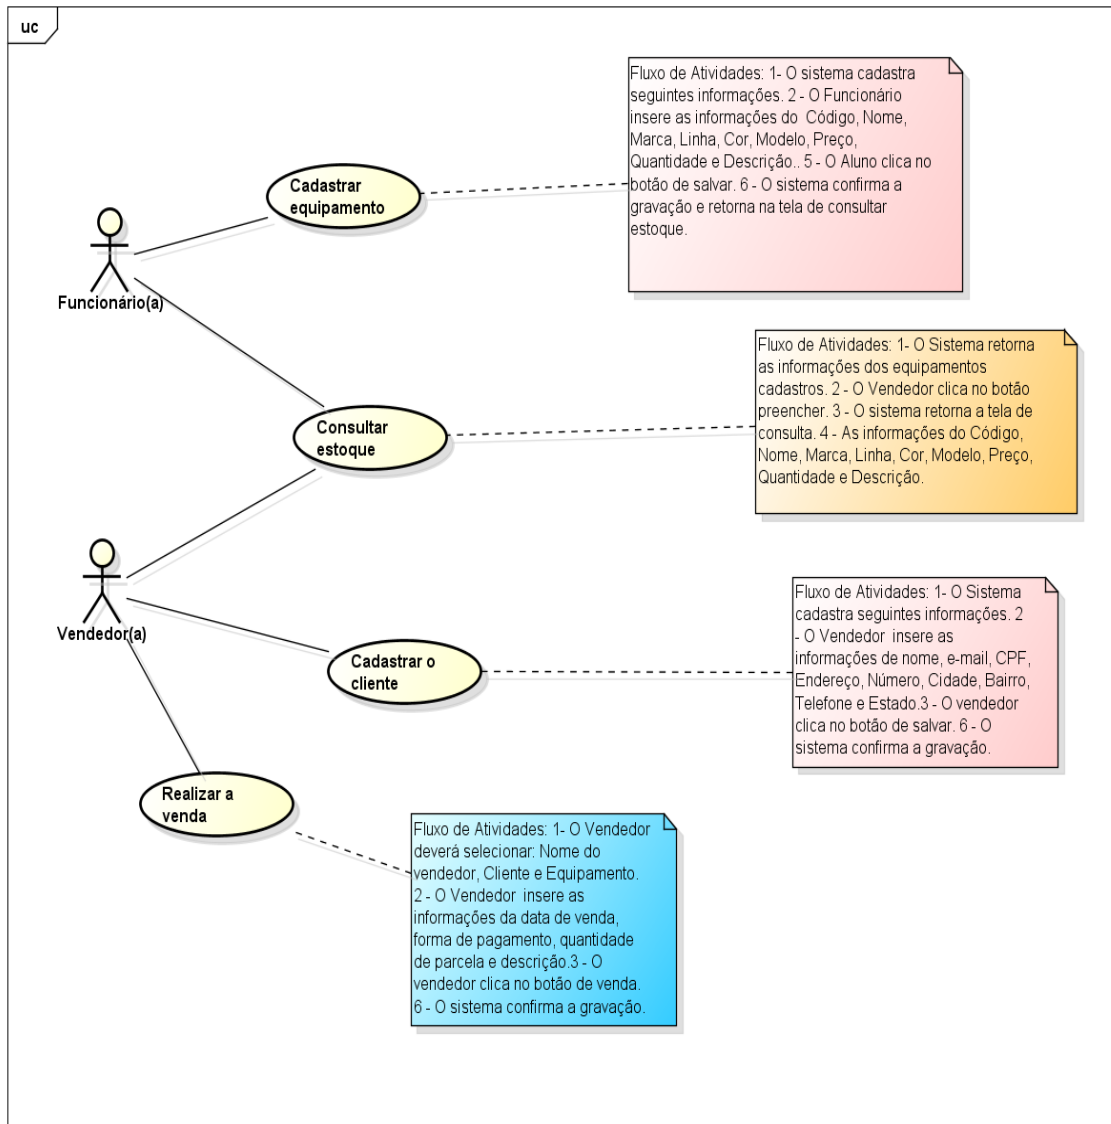 uc
Fluxo de Atividades: 1- O sistema cadastra
seguintes informações. 2 - O Funcionário
insere as informações do  Código, Nome,
Marca, Linha, Cor, Modelo, Preço,
Quantidade e Descrição.. 5 - O Aluno clica no
botão de salvar. 6 - O sistema confirma a
gravação e retorna na tela de consultar
estoque.
Cadastrar
equipamento
Funcionário(a)
Fluxo de Atividades: 1- O Sistema retorna
as informações dos equipamentos
cadastros. 2 - O Vendedor clica no botão
preencher. 3 - O sistema retorna a tela de
consulta. 4 - As informações do Código,
Nome, Marca, Linha, Cor, Modelo, Preço,
Quantidade e Descrição.
Consultar
estoque
Vendedor(a)
Fluxo de Atividades: 1- O Sistema
cadastra seguintes informações. 2
- O Vendedor  insere as
informações de nome, e-mail, CPF,
Endereço, Número, Cidade, Bairro,
Telefone e Estado.3 - O vendedor
clica no botão de salvar. 6 - O
sistema confirma a gravação.
Cadastrar o
cliente
Realizar a
venda
Fluxo de Atividades: 1- O Vendedor
deverá selecionar: Nome do
vendedor, Cliente e Equipamento.
2 - O Vendedor  insere as
informações da data de venda,
forma de pagamento, quantidade
de parcela e descrição.3 - O
vendedor clica no botão de venda.
6 - O sistema confirma a gravação.